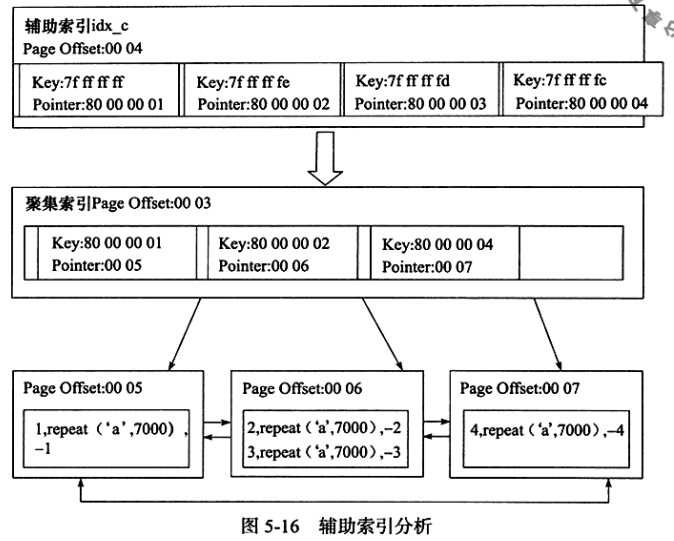 辅助索引idx_c
Page Offset:00 04
Key:7f ff ff ff
Pointer:80 00 00 01
Key:7f ff ff fe
Pointer:80 00 00 02
Key:7f ff ff fd
Pointer:80 00 00 03
Key:7f ff ff fc
Pointer:80 00 00 04
聚集索引Page Offset:00 03
Key:80 00 00 01
Pointer:00 05
Key:80 00 00 02
Pointer:00 06
Key:80 00 00 04
Pointer:00 07
Page Offset:00 05
1,repeat（‘a’,7000）,
-1
Page Offset:00 06
2,repeat（‘a’,7000）,-2
3,repeat（‘a’,7000）,-3
Page Offset:00 07
4,repeat（‘a’,7000）,-4
图 5-16 辅助索引分析